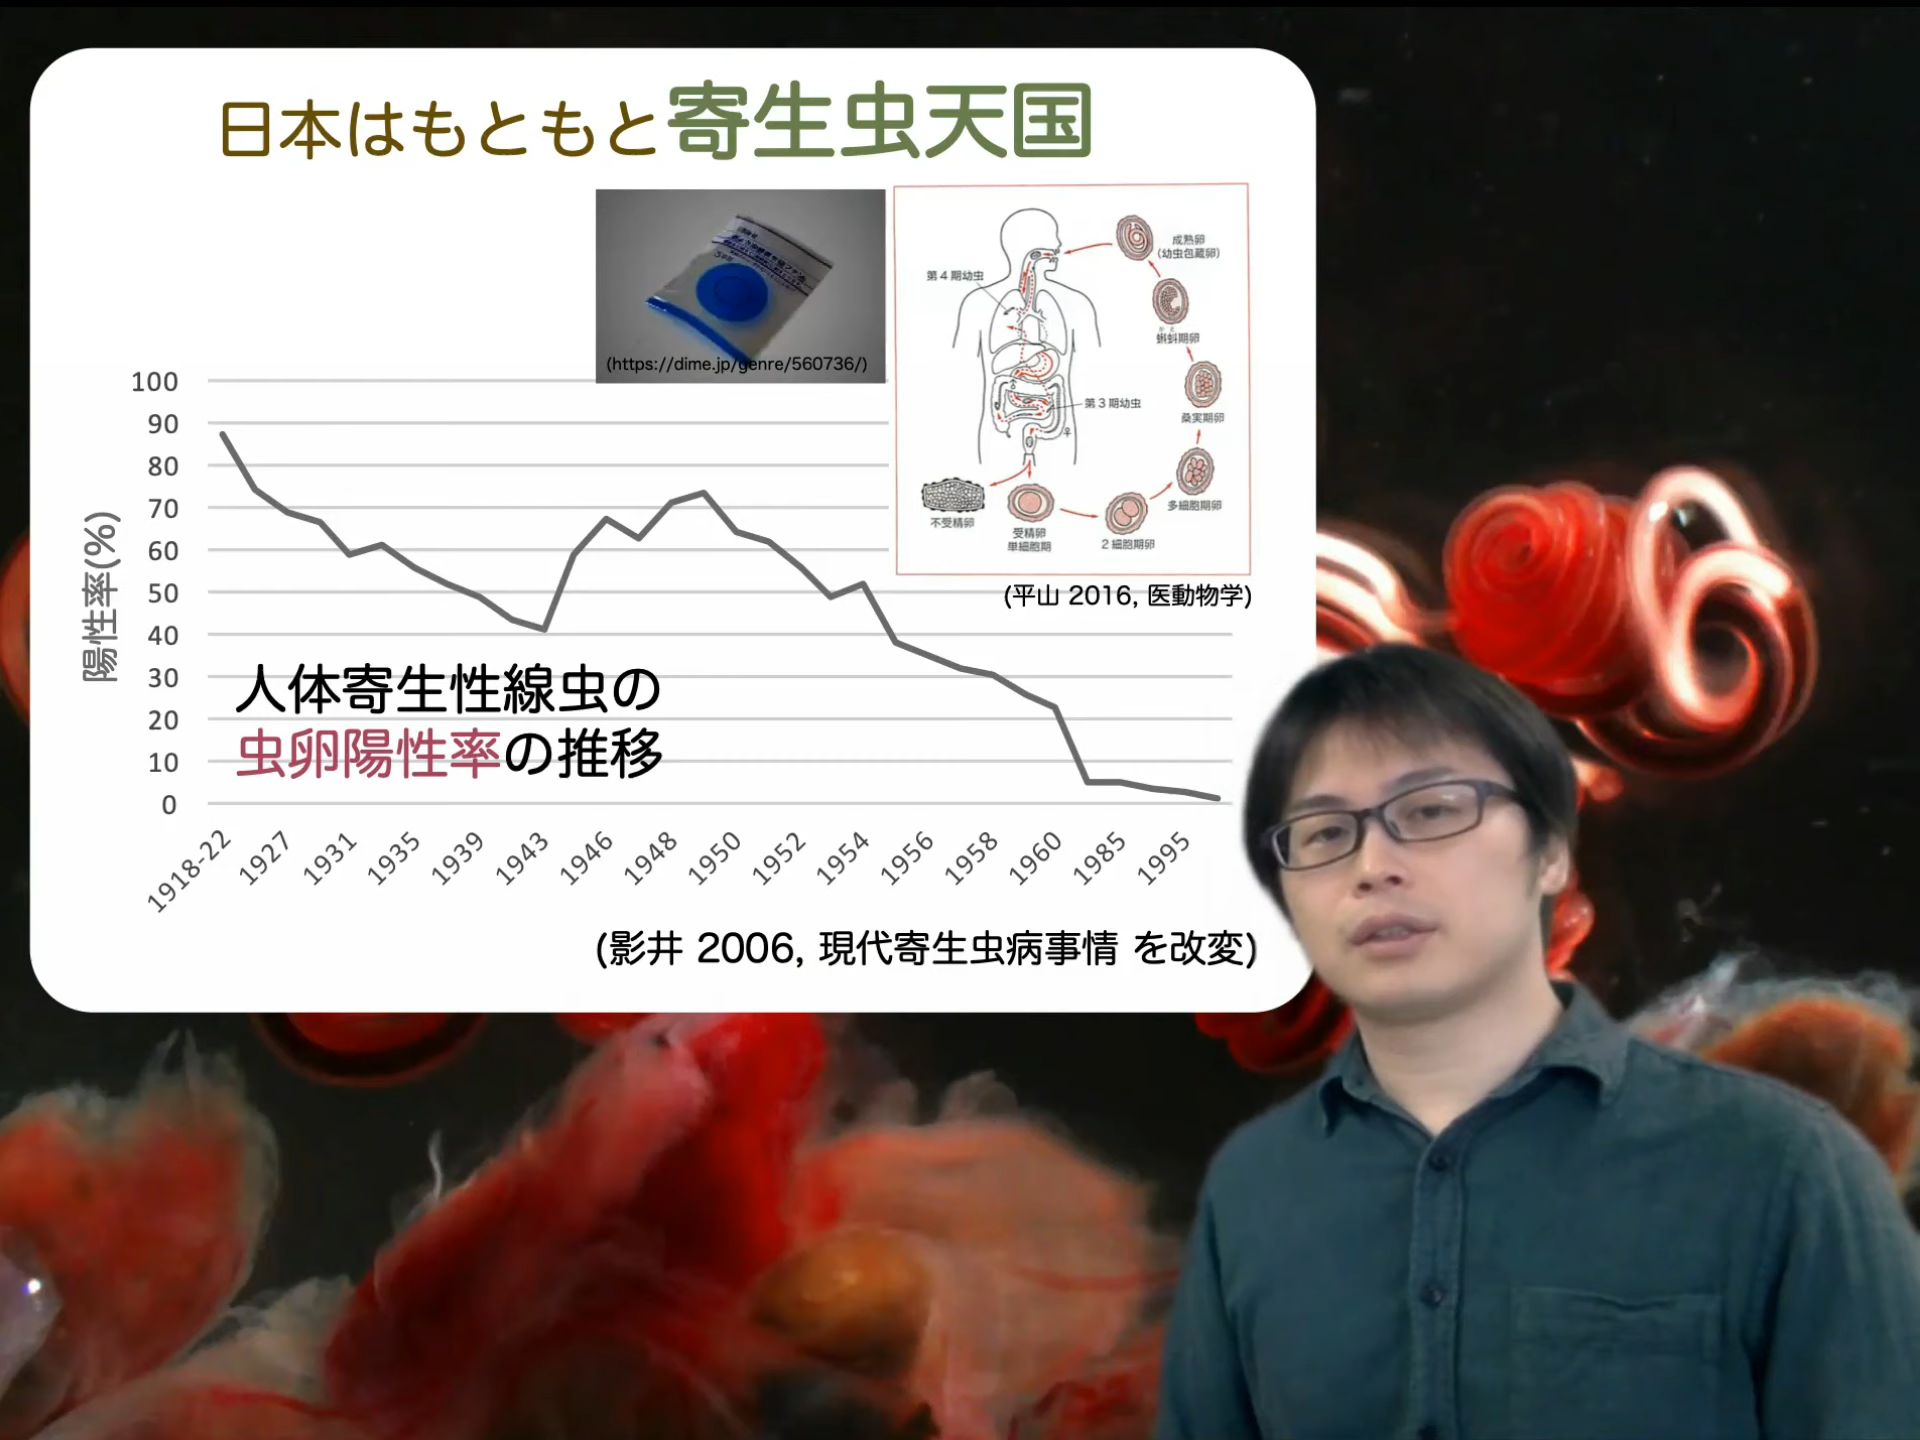 日本はもともと寄生虫天国
(https://dime.jp/genre/560736/)
成熟卵
(幼虫包蔵卵)
第4期幼虫
かと
蝌蚪期卵
第3期幼虫
桑実期卵
♂
♀
多細胞期卵
不受精卵
受精卵
単細胞期
2細胞期卵
(平山 2016, 医動物学)
陽性率(%)
100
90
80
70
60
50
40
30
20
10
0
人体寄生性線虫の
虫卵陽性率の推移
1918-22
1927
1931
1935
1939
1943
1946
1948
1950
1952
1954
1956
1958
1960
1985
1995
(影井 2006, 現代寄生虫病事情 を改変)